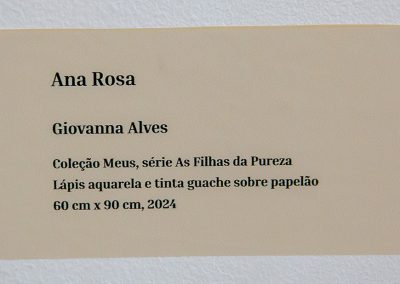 Ana Rosa
Giovanna Alves
Coleção Meus, série As Filhas da Pureza
Lápis aquarela e tinta guache sobre papelão
60 cm x 90 cm, 2024